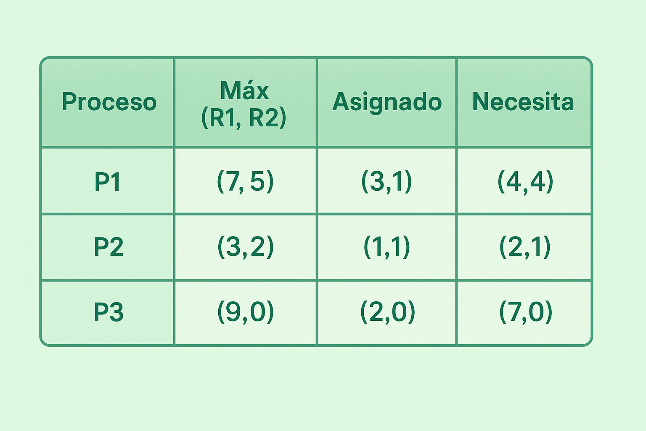 Proceso Máx (R1, R2) Asignado Necesita
P1 (7, 5) (3,1) (4,4)
P2 (3,2) (1,1) (2,1)
P3 (9,0) (2,0) (7,0)